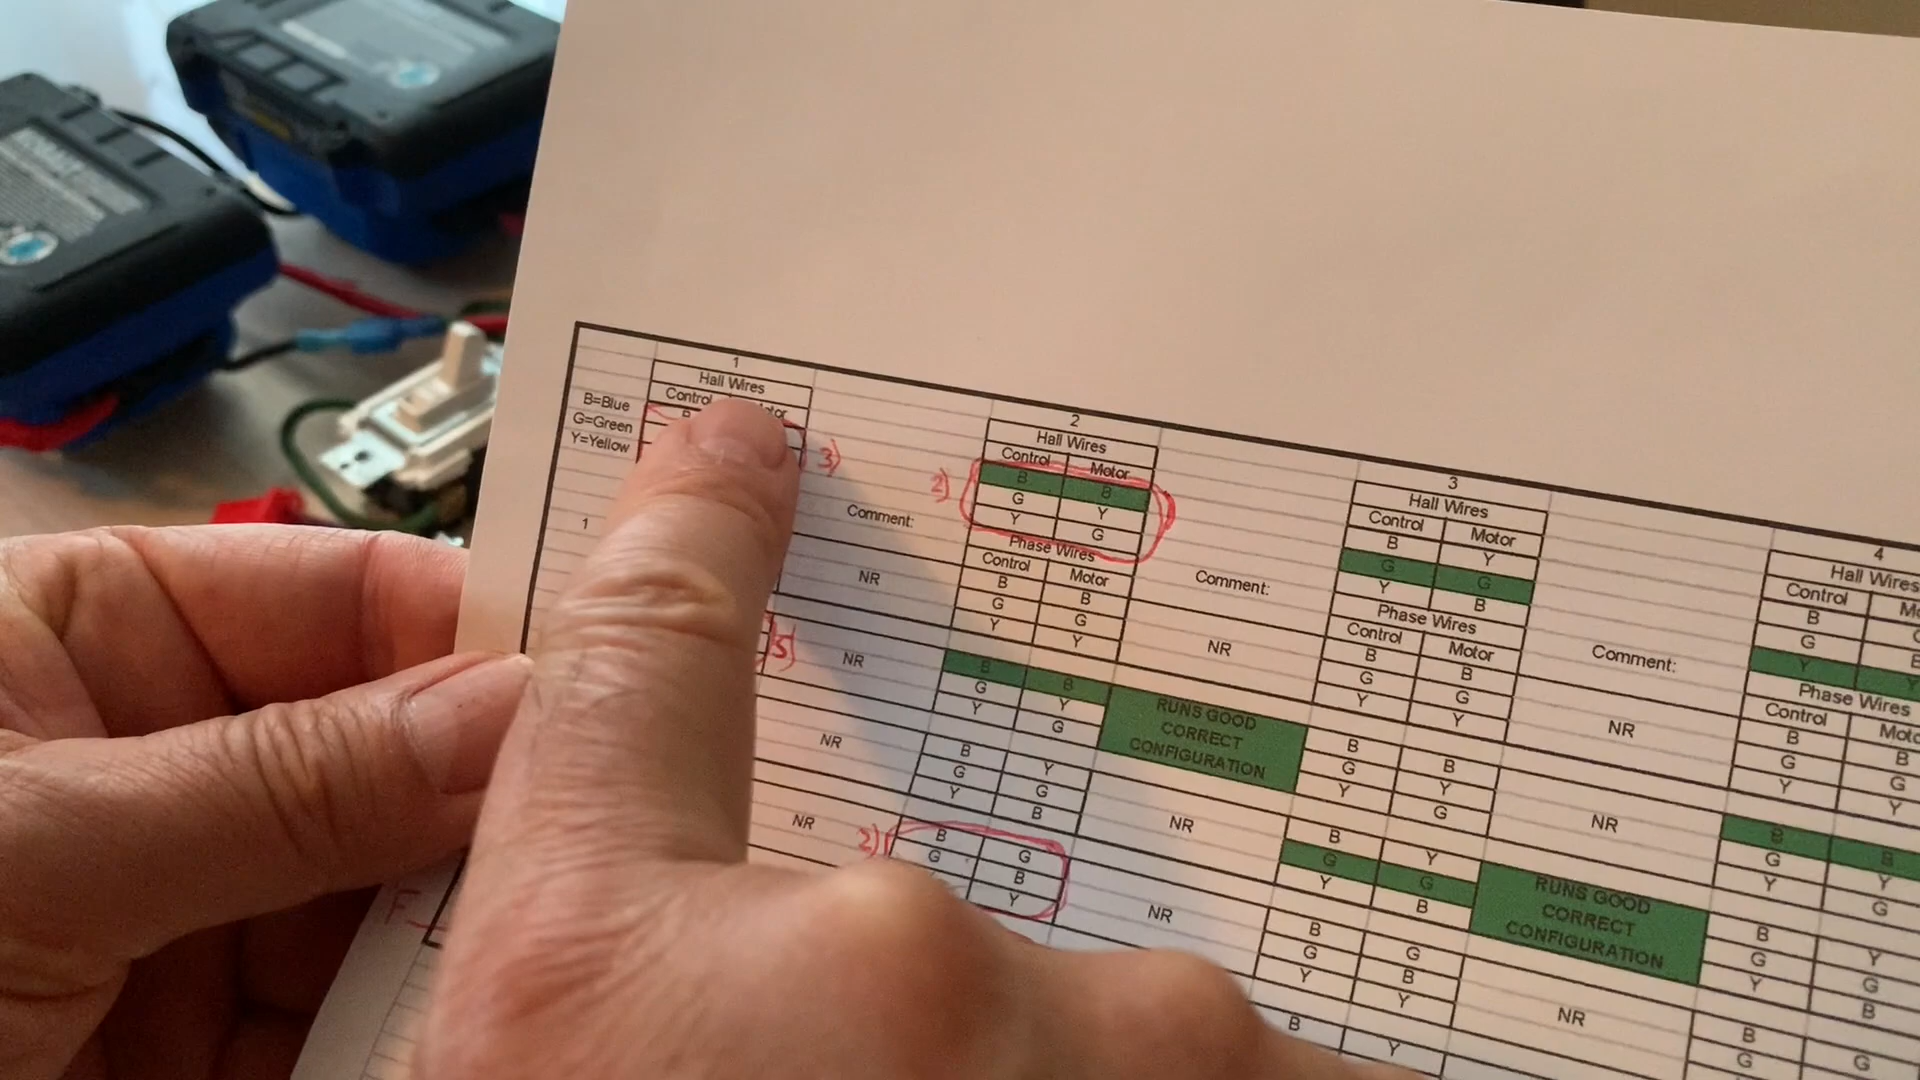 1
Hall Wires
Control
B=Blue
G=Green
Y=Yellow
3)
1
Comment:
NR
5)
NR
NR
NR
F
2
Hall Wires
Control Motor
2)
B B
G Y
Y G
Phase Wires
Control Motor
B B
G G
Y Y
Comment:
NR
B B
G Y
Y G
RUNS GOOD
CORRECT
CONFIGURATION
B Y
G G
Y B
NR
2)
B G
G B
Y
NR
3
Hall Wires
Control Motor
B Y
G G
Y B
Phase Wires
Control Motor
B B
G G
Y Y
Comment:
NR
B B
G Y
Y G
NR
B Y
G G
Y B
RUNS GOOD
CORRECT
CONFIGURATION
B G
G B
Y Y
NR
B Y
4
Hall Wires
Control
B
G
Y Y
Phase Wires
Control
B B
G G
Y Y
B B
G Y
Y G
B Y
G G
Y B
B
G G